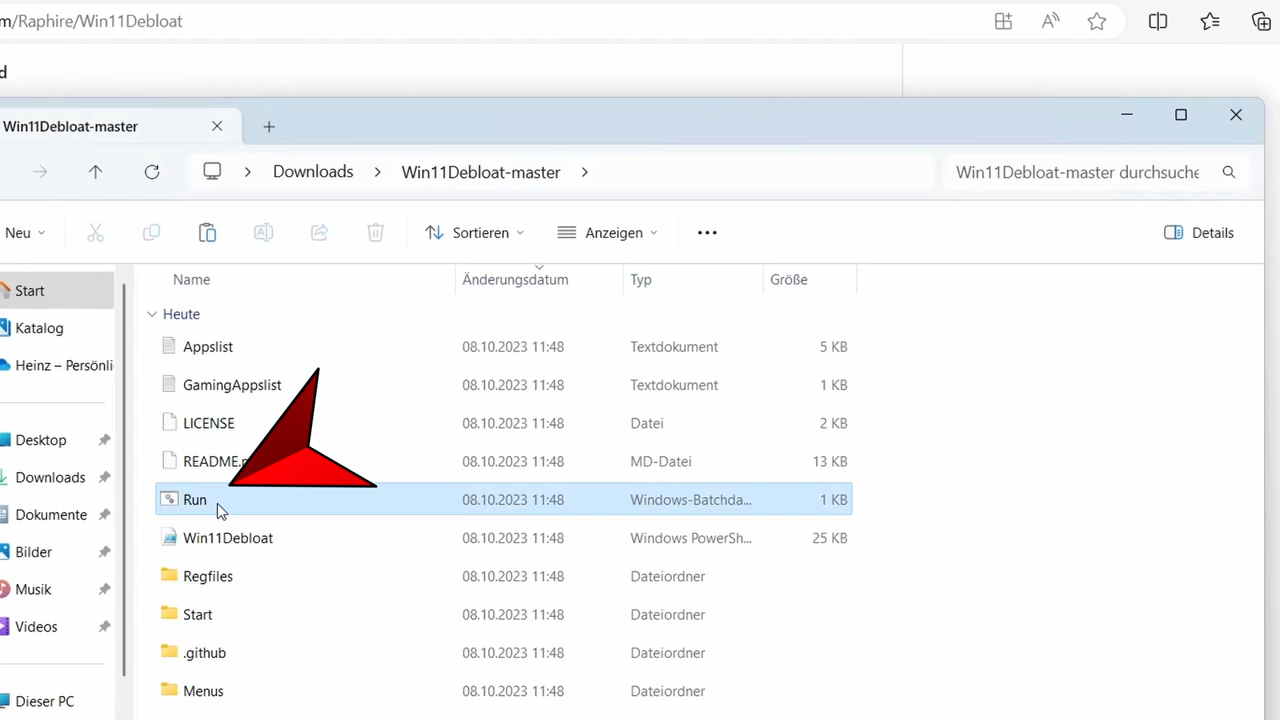 m/Raphire/Win11Debloat
d
Win11Debloat-master
Downloads > Win11Debloat-master >
Win11Debloat-master durchsuche
Neu
Sortieren
Anzeigen
Details
Name Änderungsdatum Typ Größe
Start
Katalog
Heinz – Persönli
Desktop
Downloads
Dokumente
Bilder
Musik
Videos
Dieser PC
Heute
Appslist 08.10.2023 11:48 Textdokument 5 KB
GamingAppslist 08.10.2023 11:48 Textdokument 1 KB
LICENSE 08.10.2023 11:48 Datei 2 KB
README.m 08.10.2023 11:48 MD-Datei 13 KB
Run 08.10.2023 11:48 Windows-Batchda... 1 KB
Win11Debloat 08.10.2023 11:48 Windows PowerSh... 25 KB
Regfiles 08.10.2023 11:48 Dateiordner
Start 08.10.2023 11:48 Dateiordner
.github 08.10.2023 11:48 Dateiordner
Menus 08.10.2023 11:48 Dateiordner